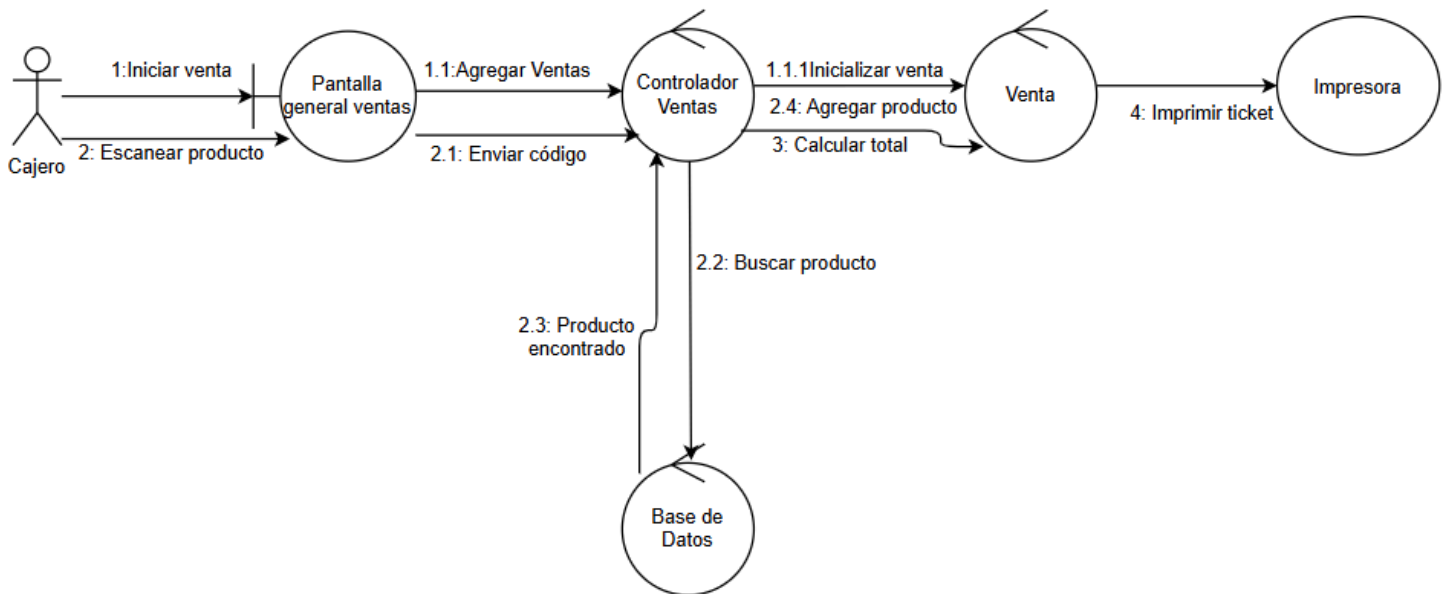 1:Iniciar venta
2: Escanear producto
Cajero
Pantalla
general ventas
1.1:Agregar Ventas
2.1: Enviar código
Controlador
Ventas
1.1.1Inicializar venta
2.4: Agregar producto
3: Calcular total
Venta
4: Imprimir ticket
Impresora
2.2: Buscar producto
2.3: Producto
encontrado
Base de
Datos